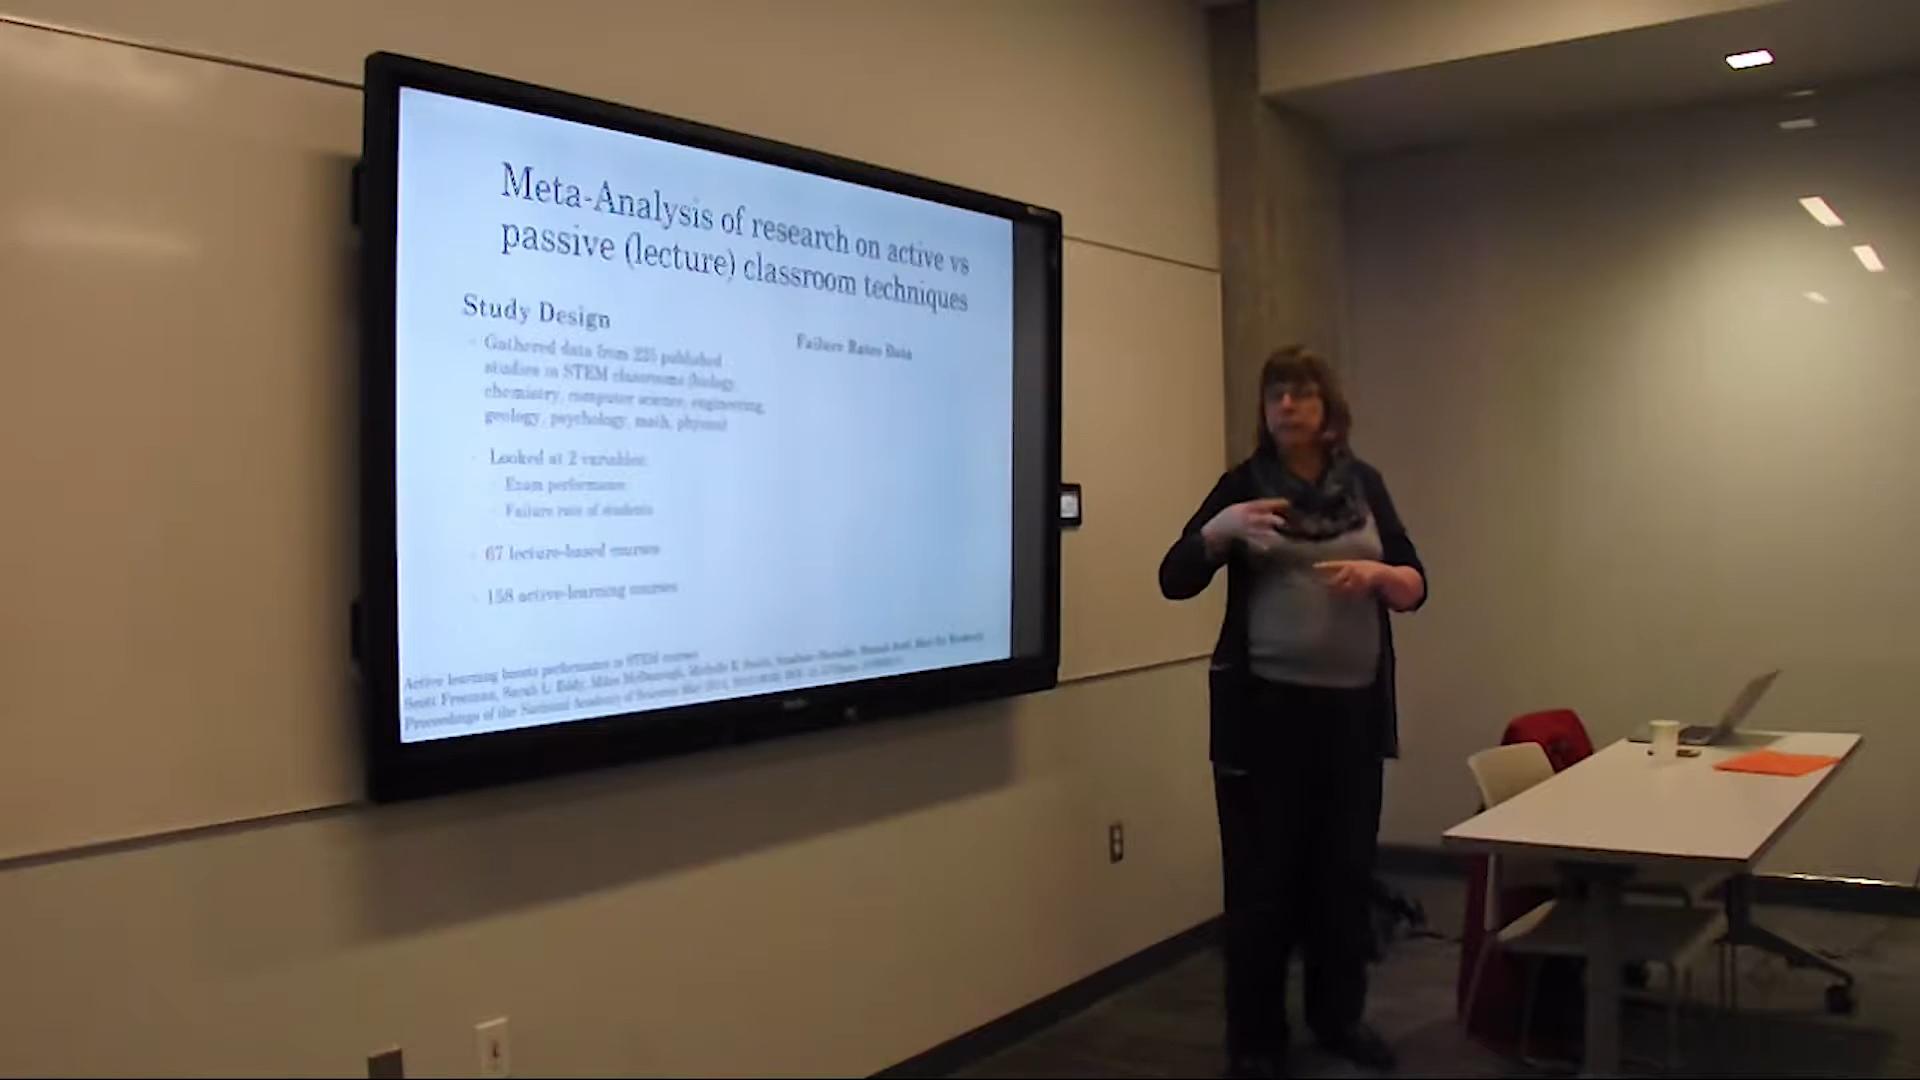 Meta-Analysis of research on active vs
passive (lecture) classroom techniques
Study Design
Gathered data from 225 published
studies in STEM classrooms (biology,
chemistry, computer science, engineering,
geology, psychology, math, physics)
Looked at 2 variables:
Exam performance
Failure rate of students
67 lecture-based courses
158 active-learning courses
Failure Rates Data
Active learning boosts performance in STEM courses
Scott Freeman, Sarah L. Eddy, Miles McDonough, Michelle K. Smith,
Proceedings of the National Academy of Sciences